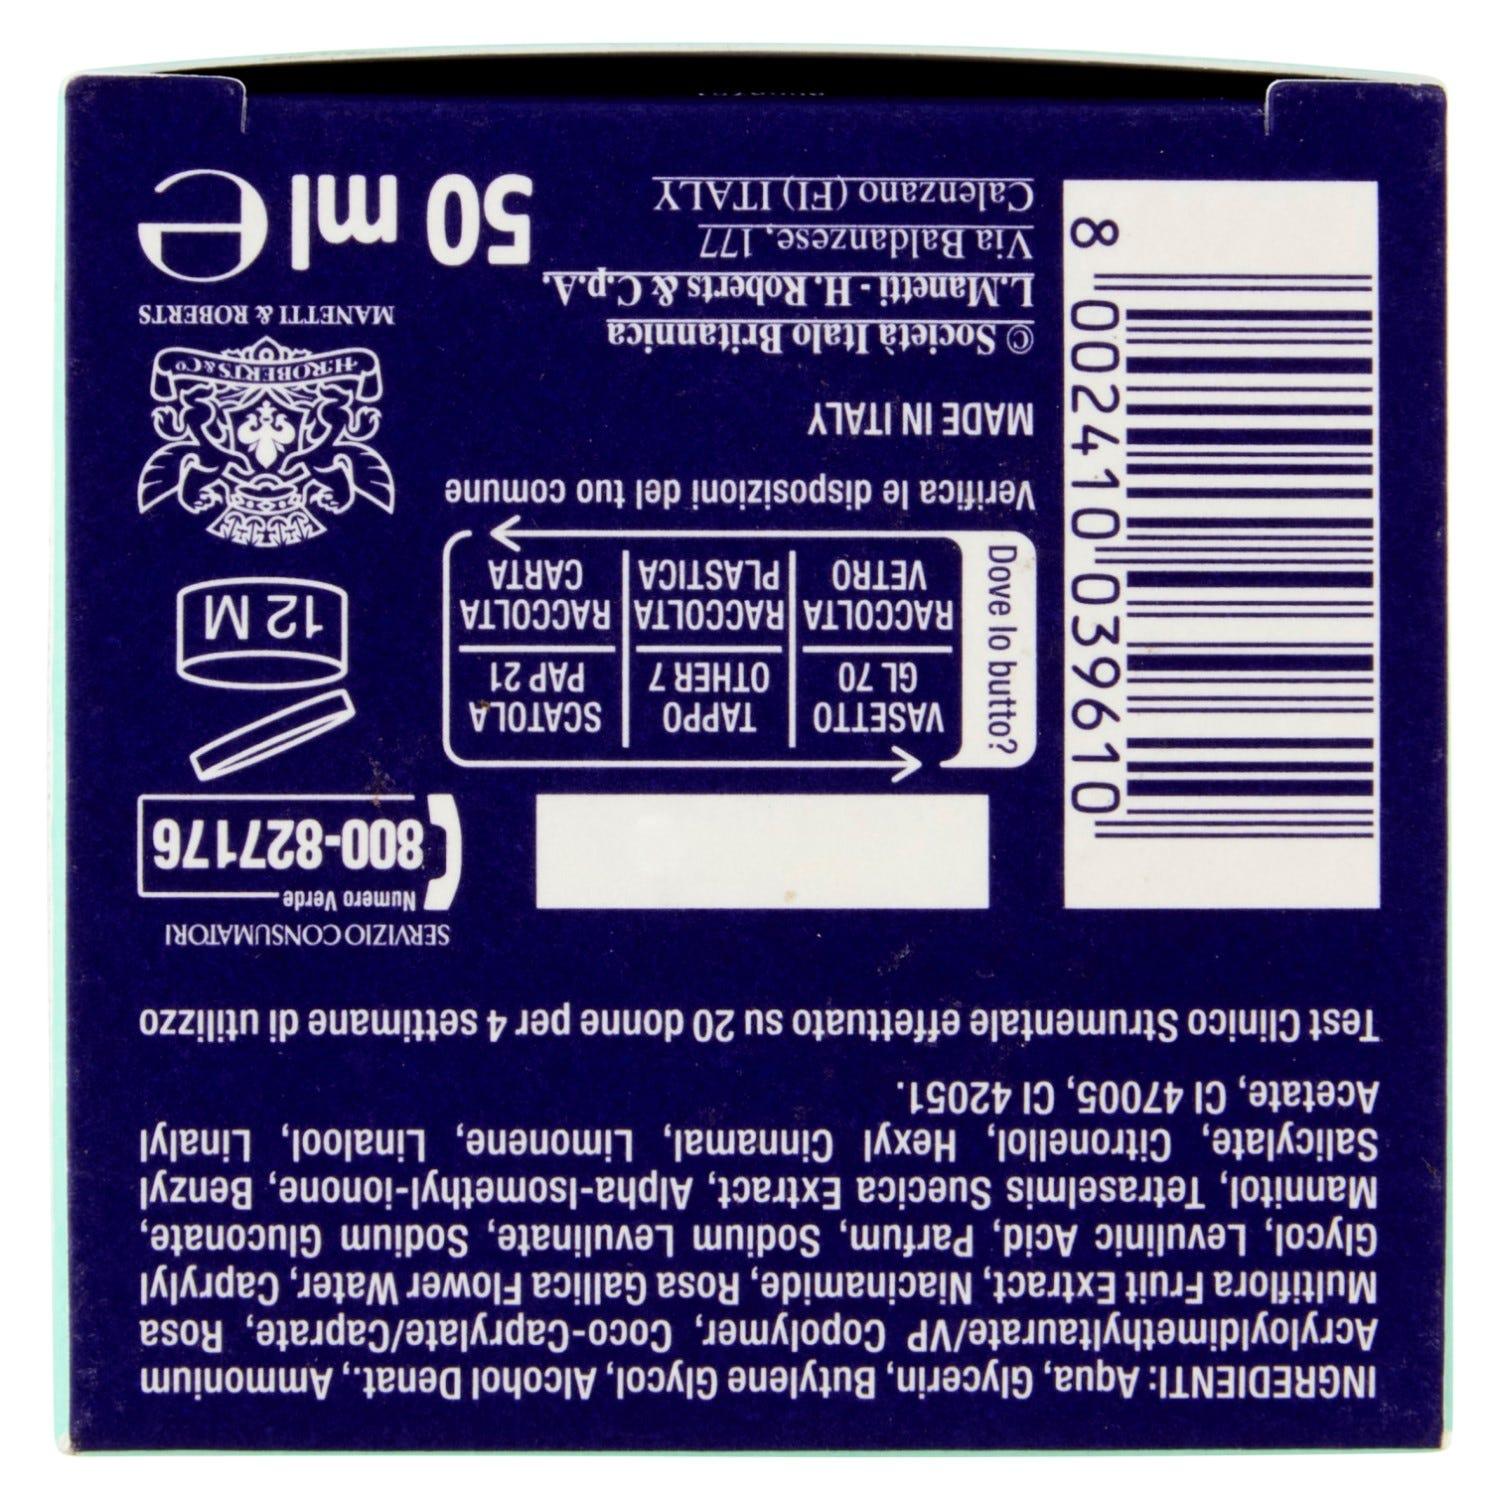 INGREDIENTI: Aqua, Glycerin, Butylene Glycol, Alcohol Denat., Ammonium
Acryloyldimethyltaurate/VP Copolymer, Coco-Caprylate/Caprate, Rosa
Multiflora Fruit Extract, Niacinamide, Rosa Gallica Flower Water, Caprylyl
Glycol, Levulinic Acid, Parfum, Sodium Levulinate, Sodium Gluconate,
Mannitol, Tetraselmis Suecica Extract, Alpha-Isomethyl-ionone, Benzyl
Salicylate, Citronellol, Hexyl Cinnamal, Limonene, Linalool, Linalyl
Acetate, CI 47005, CI 42051.
Test Clinico Strumentale effettuato su 20 donne per 4 settimane di utilizzo
SERVIZIO CONSUMATORI
Numero Verde
800-827176
8 002410 039610
Dove lo butto?
VASETTO
GL 70
RACCOLTA
VETRO
TAPPO
OTHER 7
RACCOLTA
PLASTICA
SCATOLA
PAP 21
RACCOLTA
CARTA
Verifica le disposizioni del tuo comune
12 M
MADE IN ITALY
© Società Italo Britannica
L.Manetti - H. Roberts & C.p.A.
Via Baldanzese, 177
Calenzano (FI) ITALY
H. ROBERTS & Co
MANETTI & ROBERTS
50 ml e